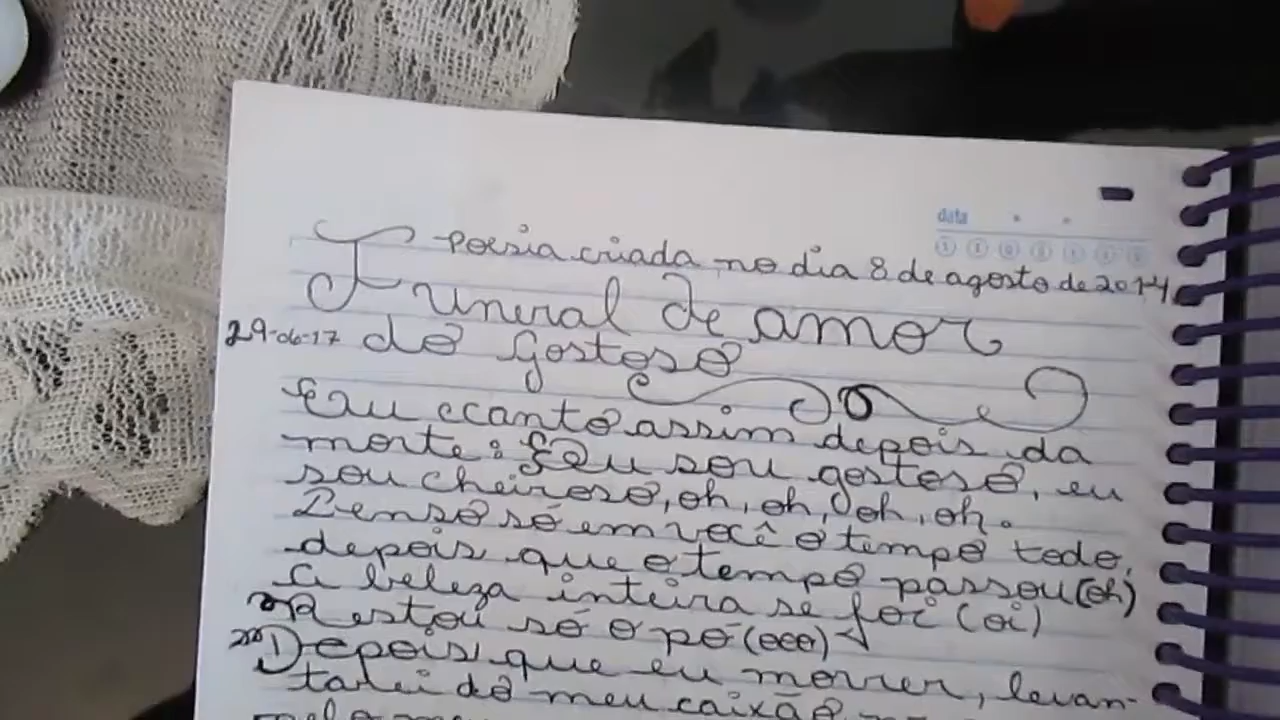 data
Poesia criada no dia 8 de agosto de 2014
Funeral de amor
29-06-17 do gostoso
Eu canto assim depois da
morte: Eu sou gostoso, eu
sou cheiroso, oh, oh, oh, oh.
Penso só em você o tempo todo,
depois que o tempo passou (oh)
A beleza inteira se foi (oi)
Restou só o pó (eee)
Depois que eu morrer, levan-
tarei do meu caixão